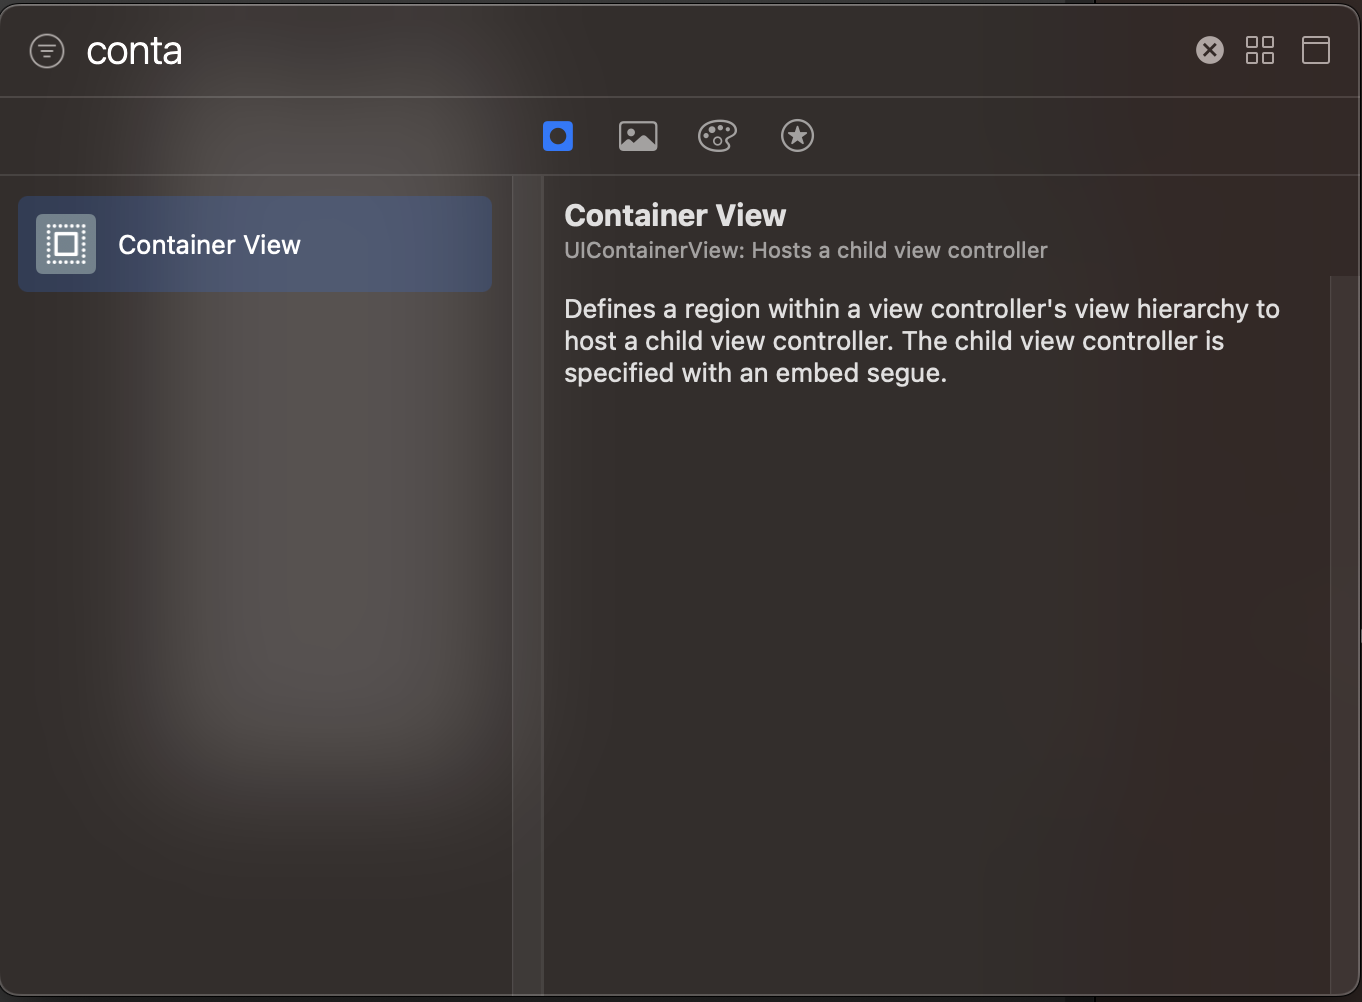 conta
Container View
Container View
UIContainerView: Hosts a child view controller
Defines a region within a view controller's view hierarchy to
host a child view controller. The child view controller is
specified with an embed segue.